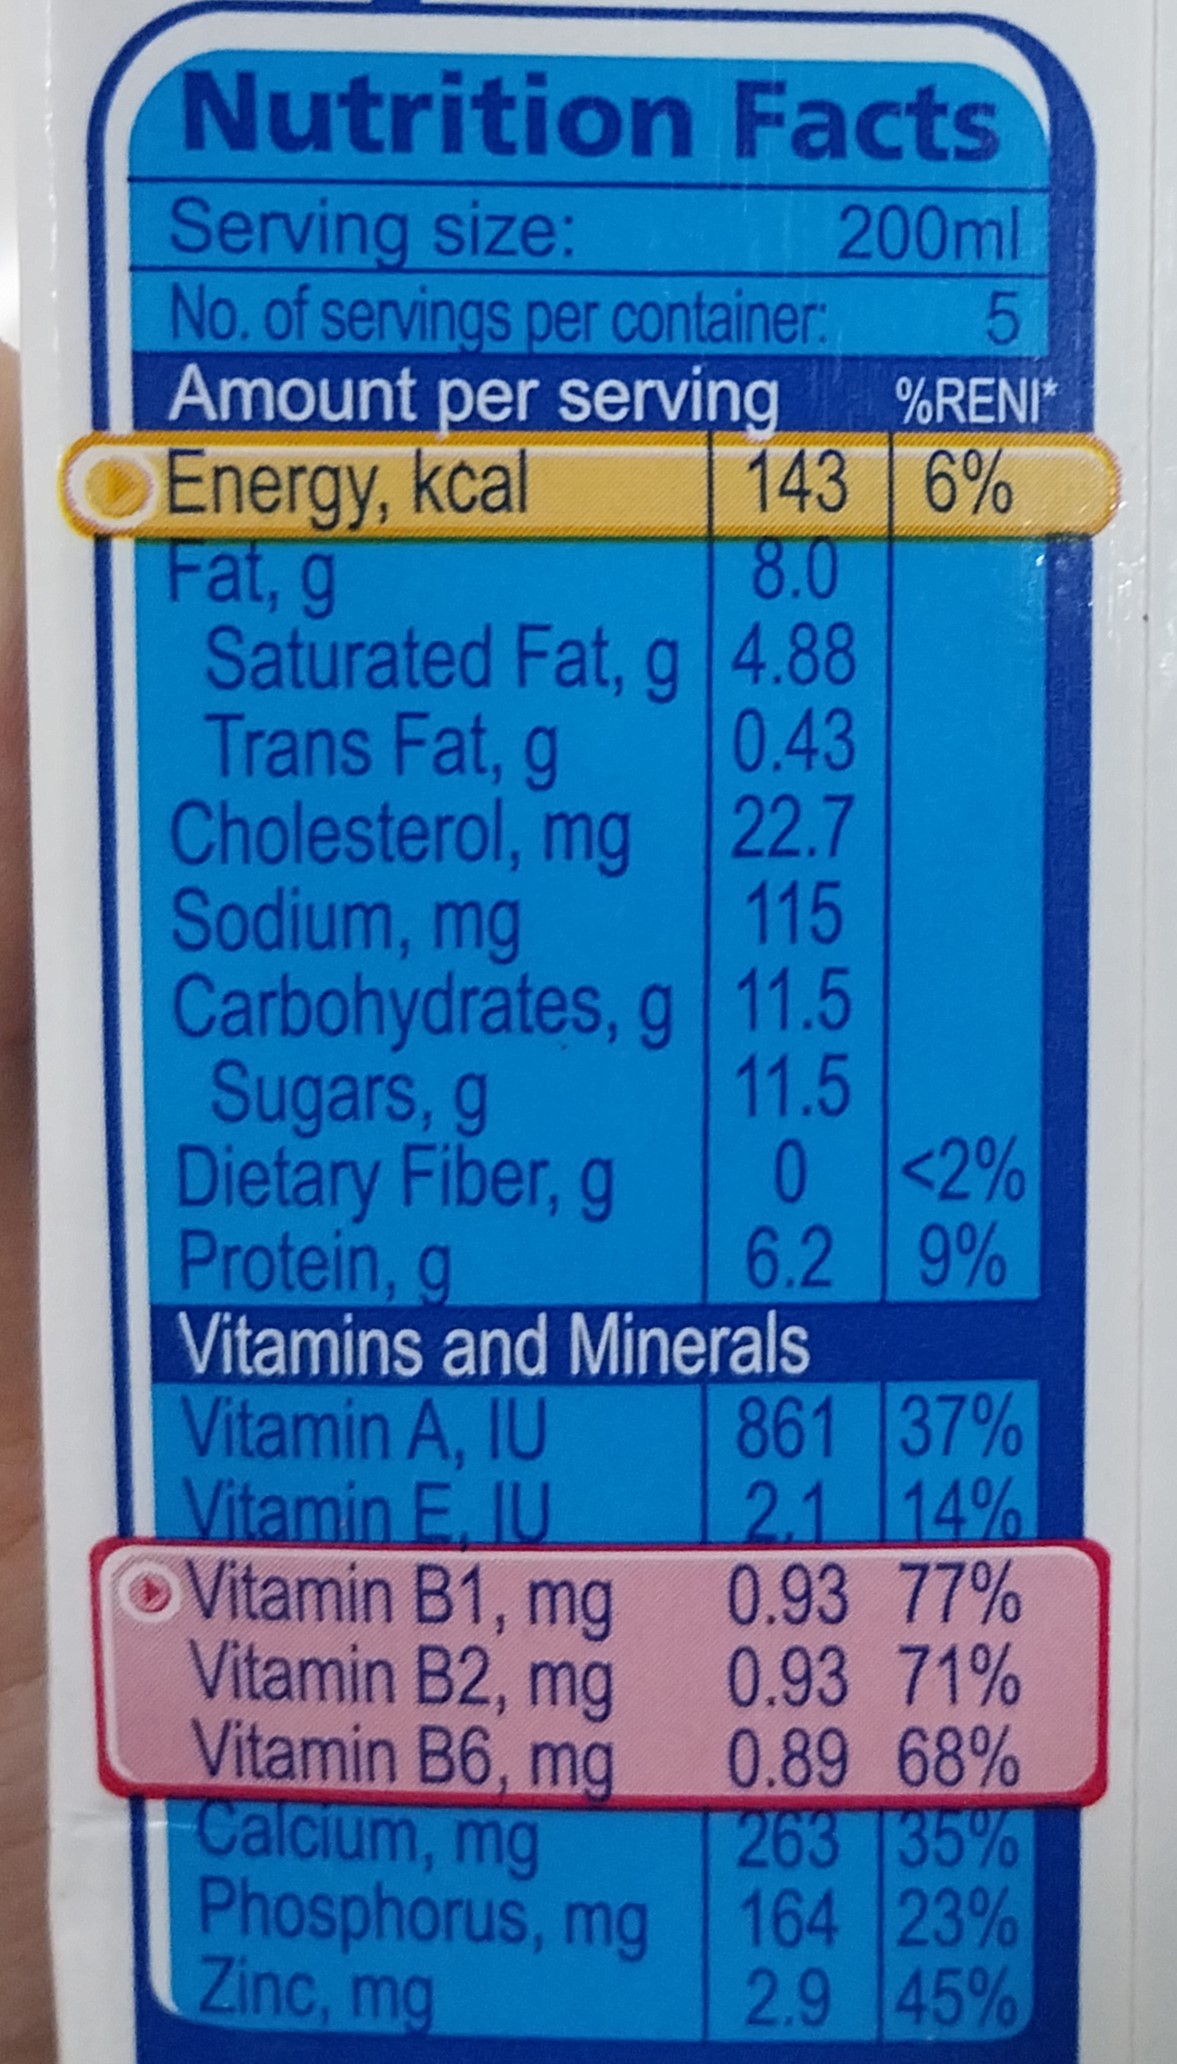 Nutrition Facts
Serving size: 200ml
No. of servings per container: 5
Amount per serving %RENI*
Energy, kcal 143 6%
Fat, g 8.0
Saturated Fat, g 4.88
Trans Fat, g 0.43
Cholesterol, mg 22.7
Sodium, mg 115
Carbohydrates, g 11.5
Sugars, g 11.5
Dietary Fiber, g 0 <2%
Protein, g 6.2 9%
Vitamins and Minerals
Vitamin A, IU 861 37%
Vitamin E, IU 2.1 14%
Vitamin B1, mg 0.93 77%
Vitamin B2, mg 0.93 71%
Vitamin B6, mg 0.89 68%
Calcium, mg 263 35%
Phosphorus, mg 164 23%
Zinc, mg 2.9 45%